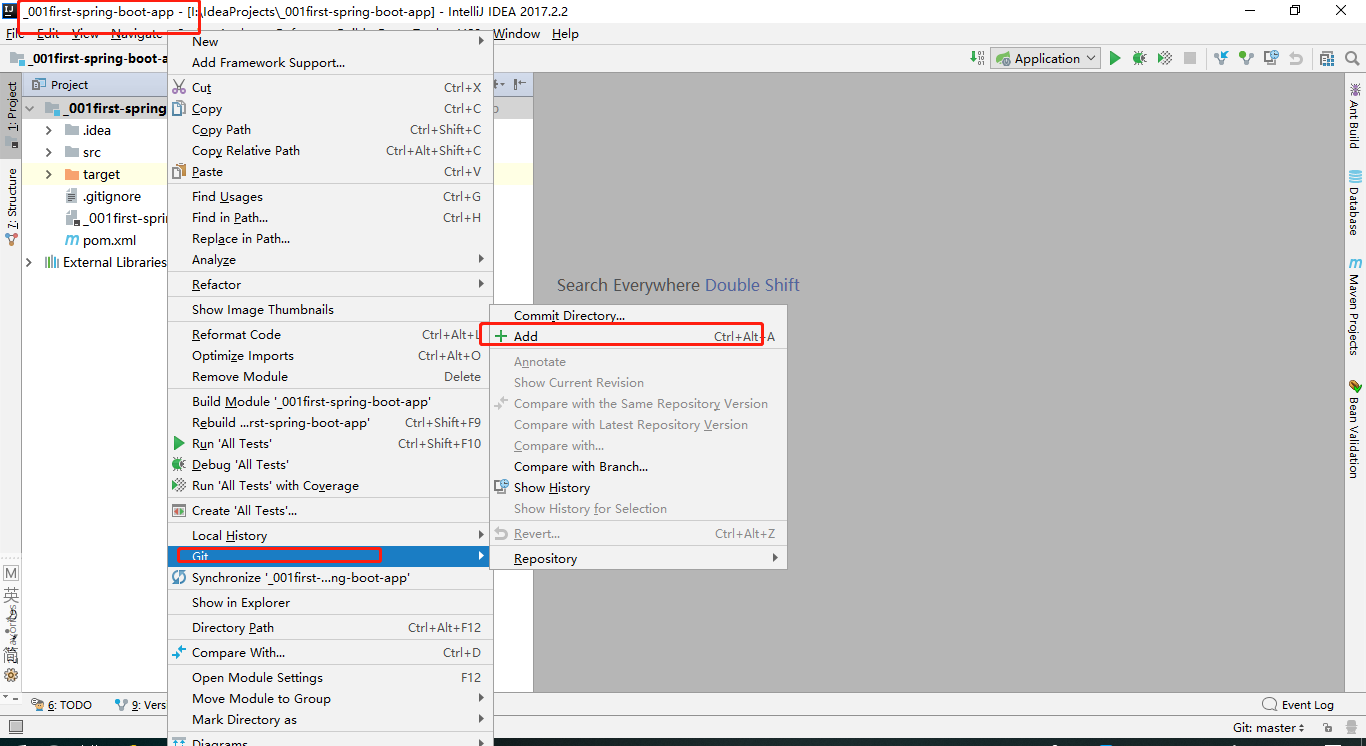 _001first-spring-boot-app - [I:\IdeaProjects\_001first-spring-boot-app] - IntelliJ IDEA 2017.2.2
File Edit View Navigate Window Help
_001first-spring-boot-a
Application
Project
_001first-spring
.idea
src
target
.gitignore
_001first-sprin
pom.xml
External Libraries
1: Project
7: Structure
New
Add Framework Support...
Cut Ctrl+X
Copy Ctrl+C
Copy Path Ctrl+Shift+C
Copy Relative Path Ctrl+Alt+Shift+C
Paste Ctrl+V
Find Usages Ctrl+G
Find in Path... Ctrl+H
Replace in Path...
Analyze
Refactor
Show Image Thumbnails
Reformat Code Ctrl+Alt+L
Optimize Imports Ctrl+Alt+O
Remove Module Delete
Build Module '_001first-spring-boot-app'
Rebuild ...rst-spring-boot-app' Ctrl+Shift+F9
Run 'All Tests' Ctrl+Shift+F10
Debug 'All Tests'
Run 'All Tests' with Coverage
Create 'All Tests'...
Local History
Git
Synchronize '_001first-...ng-boot-app'
Show in Explorer
Directory Path Ctrl+Alt+F12
Compare With... Ctrl+D
Open Module Settings F12
Move Module to Group
Mark Directory as
Diagrams
Search Everywhere Double Shift
Commit Directory...
Add Ctrl+Alt+A
Annotate
Show Current Revision
Compare with the Same Repository Version
Compare with Latest Repository Version
Compare with...
Compare with Branch...
Show History
Show History for Selection
Revert... Ctrl+Alt+Z
Repository
Ant Build
Database
Maven Projects
Bean Validation
M
英
简
6: TODO
9: Vers
Event Log
Git: master